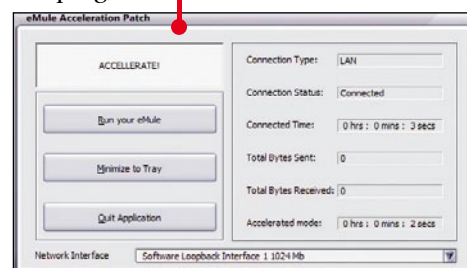 eMule Acceleration Patch
ACCELLERATE!
Run your eMule
Minimize to Tray
Quit Application
Connection Type: LAN
Connection Status: Connected
Connected Time: 0 hrs : 0 mins : 3 secs
Total Bytes Sent: 0
Total Bytes Received: 0
Accelerated mode: 0 hrs : 0 mins : 2 secs
Network Interface Software Loopback Interface 1 1024 Mb